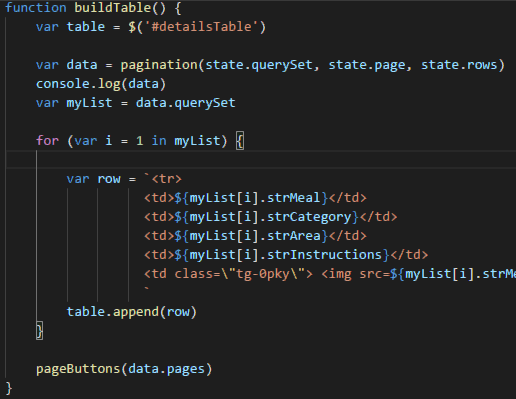 function buildTable() {
var table = $('#detailsTable')
var data = pagination(state.querySet, state.page, state.rows)
console.log(data)
var myList = data.querySet
for (var i = 1 in myList) {
var row = `<tr>
<td>${myList[i].strMeal}</td>
<td>${myList[i].strCategory}</td>
<td>${myList[i].strArea}</td>
<td>${myList[i].strInstructions}</td>
<td class=\"tg-0pky\"> <img src=${myList[i].strMe
`
table.append(row)
}
pageButtons(data.pages)
}